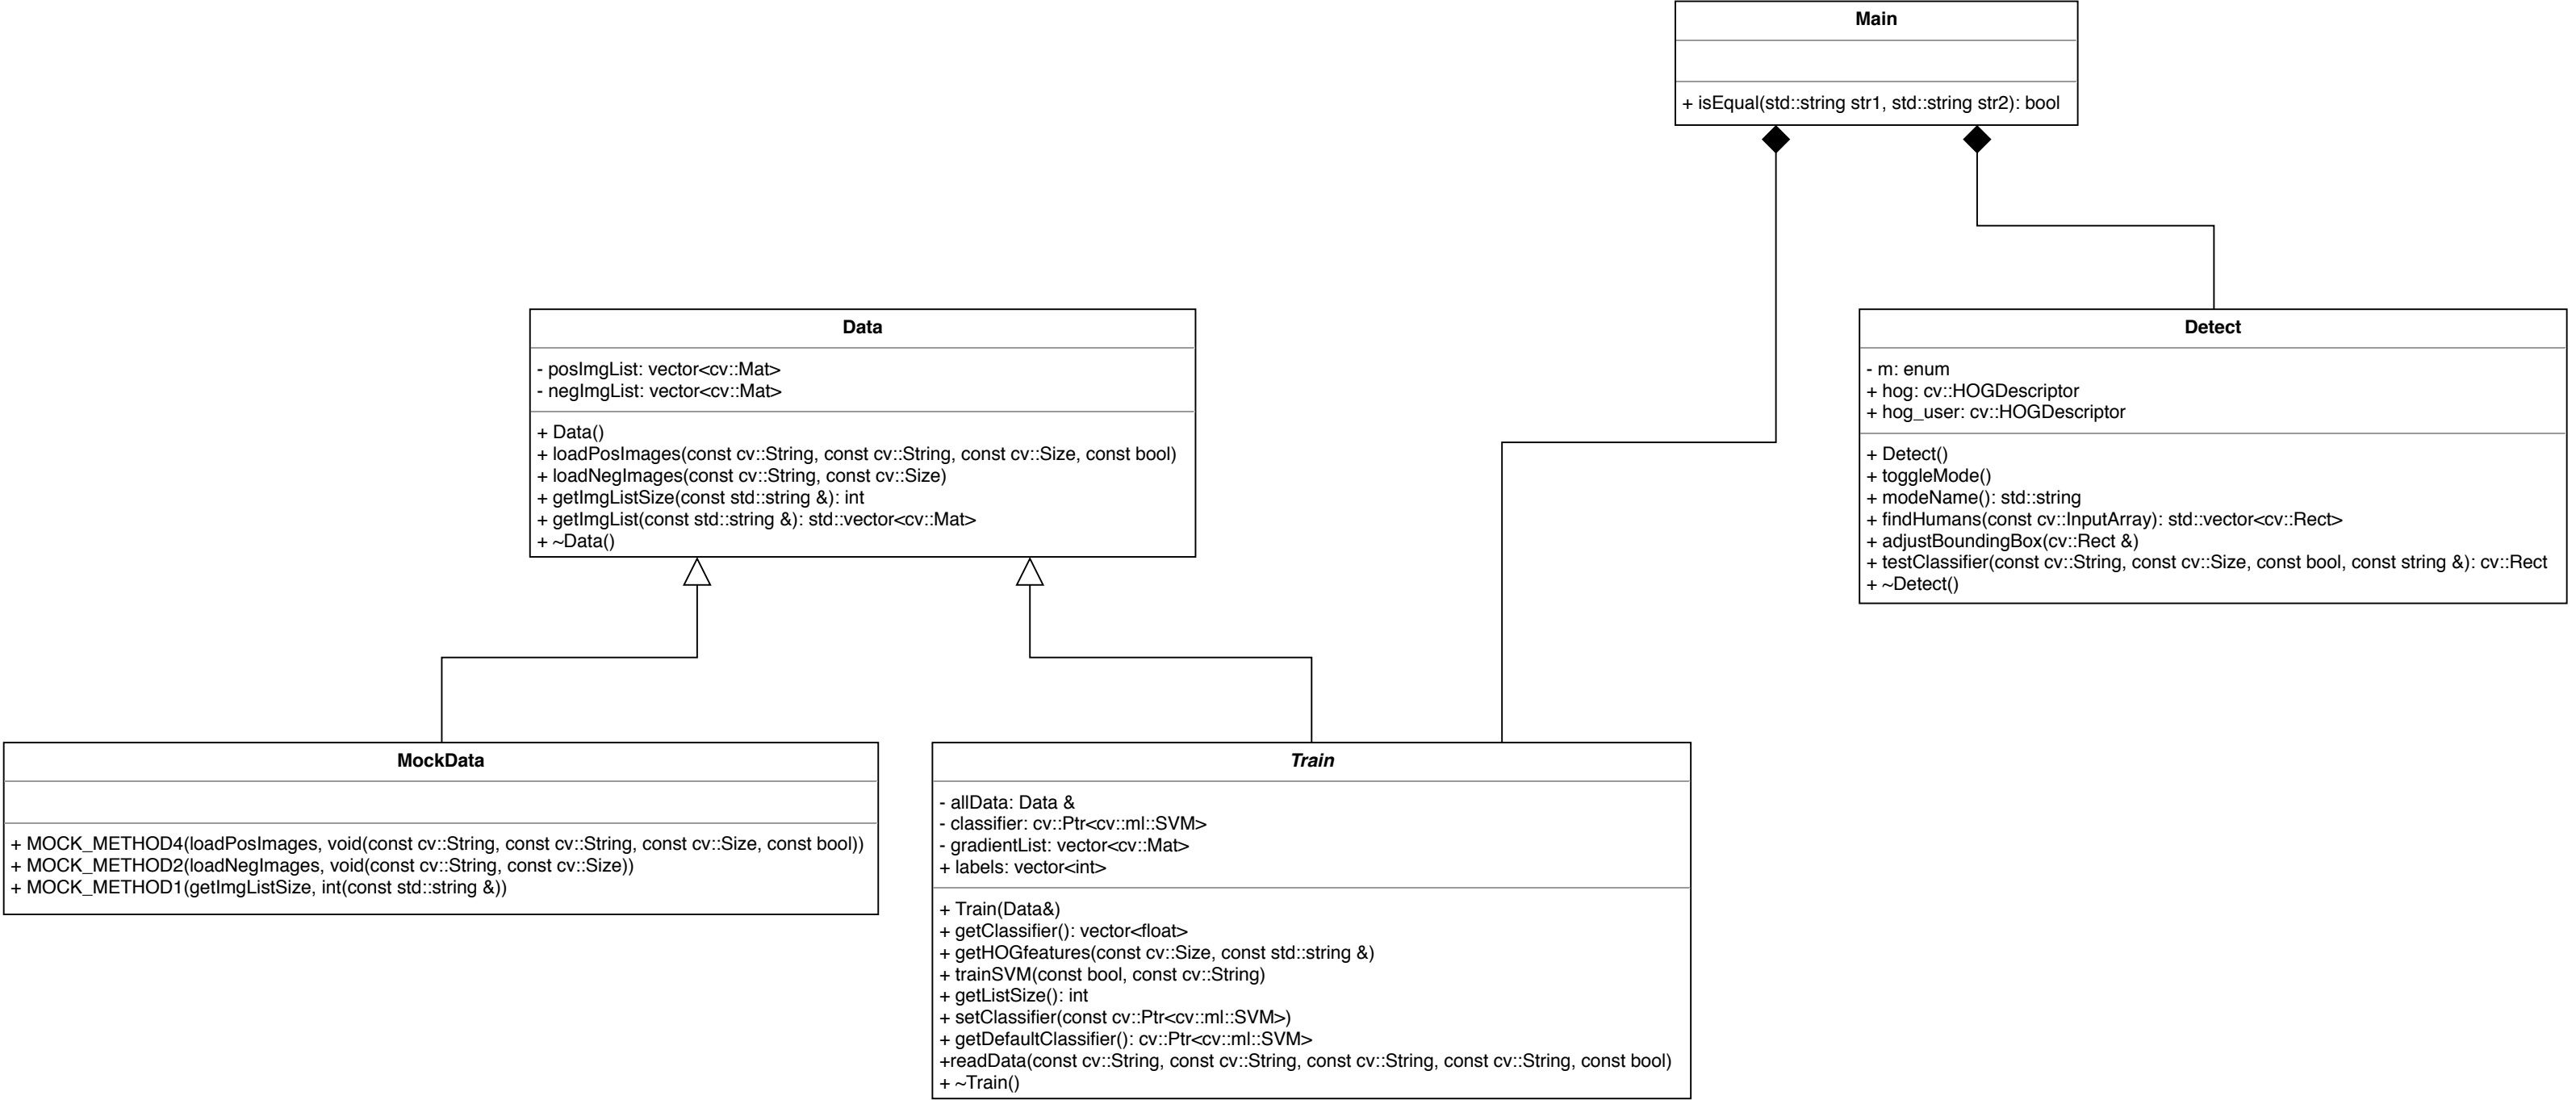 Main
+ isEqual(std::string str1, std::string str2): bool
Data
- posImgList: vector<cv::Mat>
- negImgList: vector<cv::Mat>
+ Data()
+ loadPosImages(const cv::String, const cv::String, const cv::Size, const bool)
+ loadNegImages(const cv::String, const cv::Size)
+ getImgListSize(const std::string &): int
+ getImgList(const std::string &): std::vector<cv::Mat>
+ ~Data()
Detect
- m: enum
+ hog: cv::HOGDescriptor
+ hog_user: cv::HOGDescriptor
+ Detect()
+ toggleMode()
+ modeName(): std::string
+ findHumans(const cv::InputArray): std::vector<cv::Rect>
+ adjustBoundingBox(cv::Rect &)
+ testClassifier(const cv::String, const cv::Size, const bool, const string &): cv::Rect
+ ~Detect()
MockData
+ MOCK_METHOD4(loadPosImages, void(const cv::String, const cv::String, const cv::Size, const bool))
+ MOCK_METHOD2(loadNegImages, void(const cv::String, const cv::Size))
+ MOCK_METHOD1(getImgListSize, int(const std::string &))
Train
- allData: Data &
- classifier: cv::Ptr<cv::ml::SVM>
- gradientList: vector<cv::Mat>
+ labels: vector<int>
+ Train(Data&)
+ getClassifier(): vector<float>
+ getHOGfeatures(const cv::Size, const std::string &)
+ trainSVM(const bool, const cv::String)
+ getListSize(): int
+ setClassifier(const cv::Ptr<cv::ml::SVM>)
+ getDefaultClassifier(): cv::Ptr<cv::ml::SVM>
+readData(const cv::String, const cv::String, const cv::String, const cv::String, const bool)
+ ~Train()